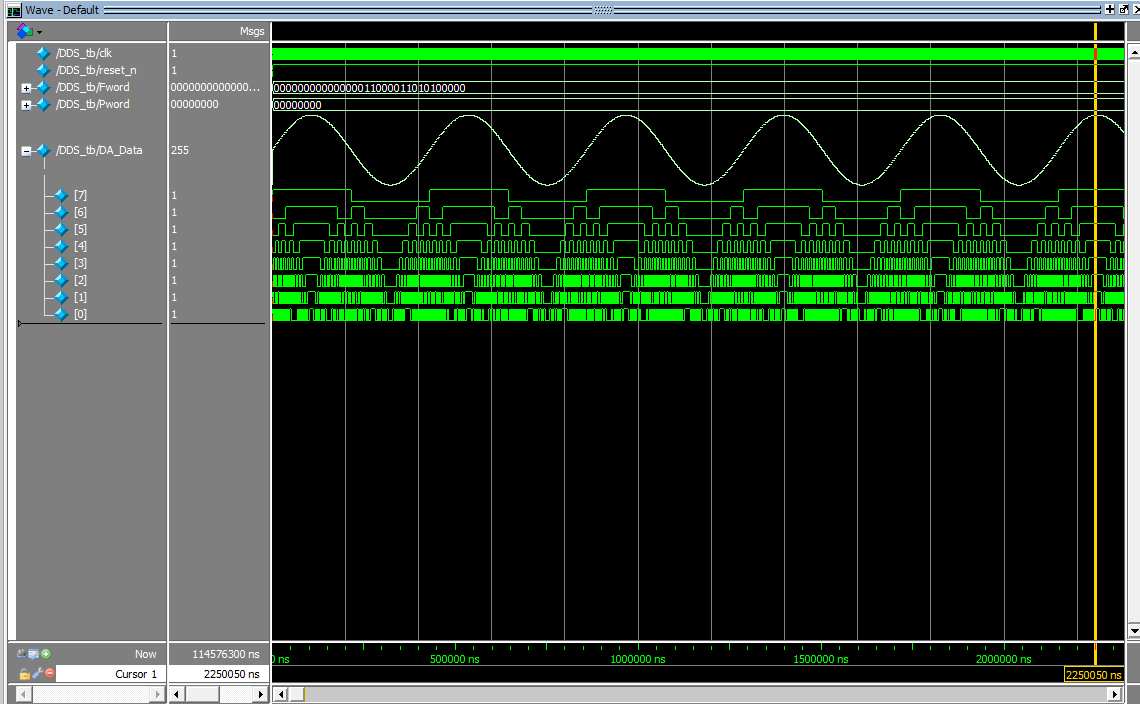 Wave - Default
Msgs
/DDS_tb/clk 1
/DDS_tb/reset_n 1
/DDS_tb/Fword 0000000000000... 00000000000000011000011010100000
/DDS_tb/Pword 00000000 00000000
/DDS_tb/DA_Data 255
[7] 1
[6] 1
[5] 1
[4] 1
[3] 1
[2] 1
[1] 1
[0] 1
Now 114576300 ns 0 ns 500000 ns 1000000 ns 1500000 ns 2000000 ns
Cursor 1 2250050 ns 2250050 ns